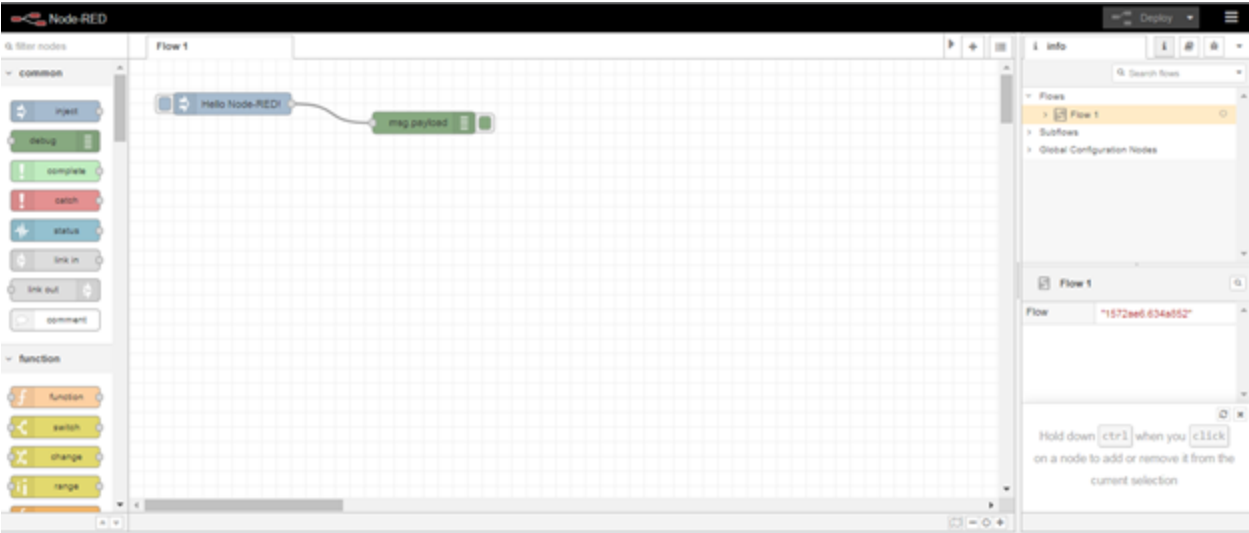 Node-RED
Deploy
filter nodes
Flow 1
info
common
Search flows
inject
debug
complete
catch
status
link in
link out
comment
function
function
switch
change
range
Hello Node-RED!
msg.payload
Flows
Flow 1
Subflows
Global Configuration Nodes
Flow 1
Flow "1572ae6.634a852"
Hold down ctrl when you click
on a node to add or remove it from the
current selection